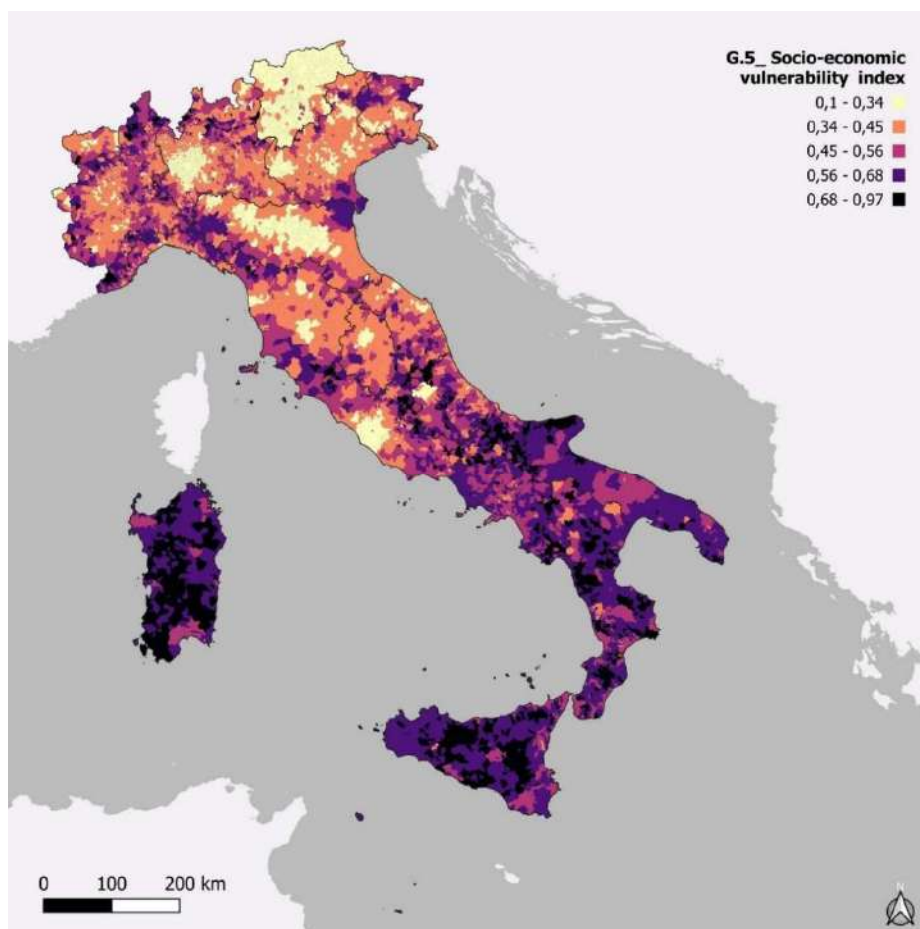 G.5_ Socio-economic
vulnerability index
0,1 - 0,34
0,34 - 0,45
0,45 - 0,56
0,56 - 0,68
0,68 - 0,97
0 100 200 km
N